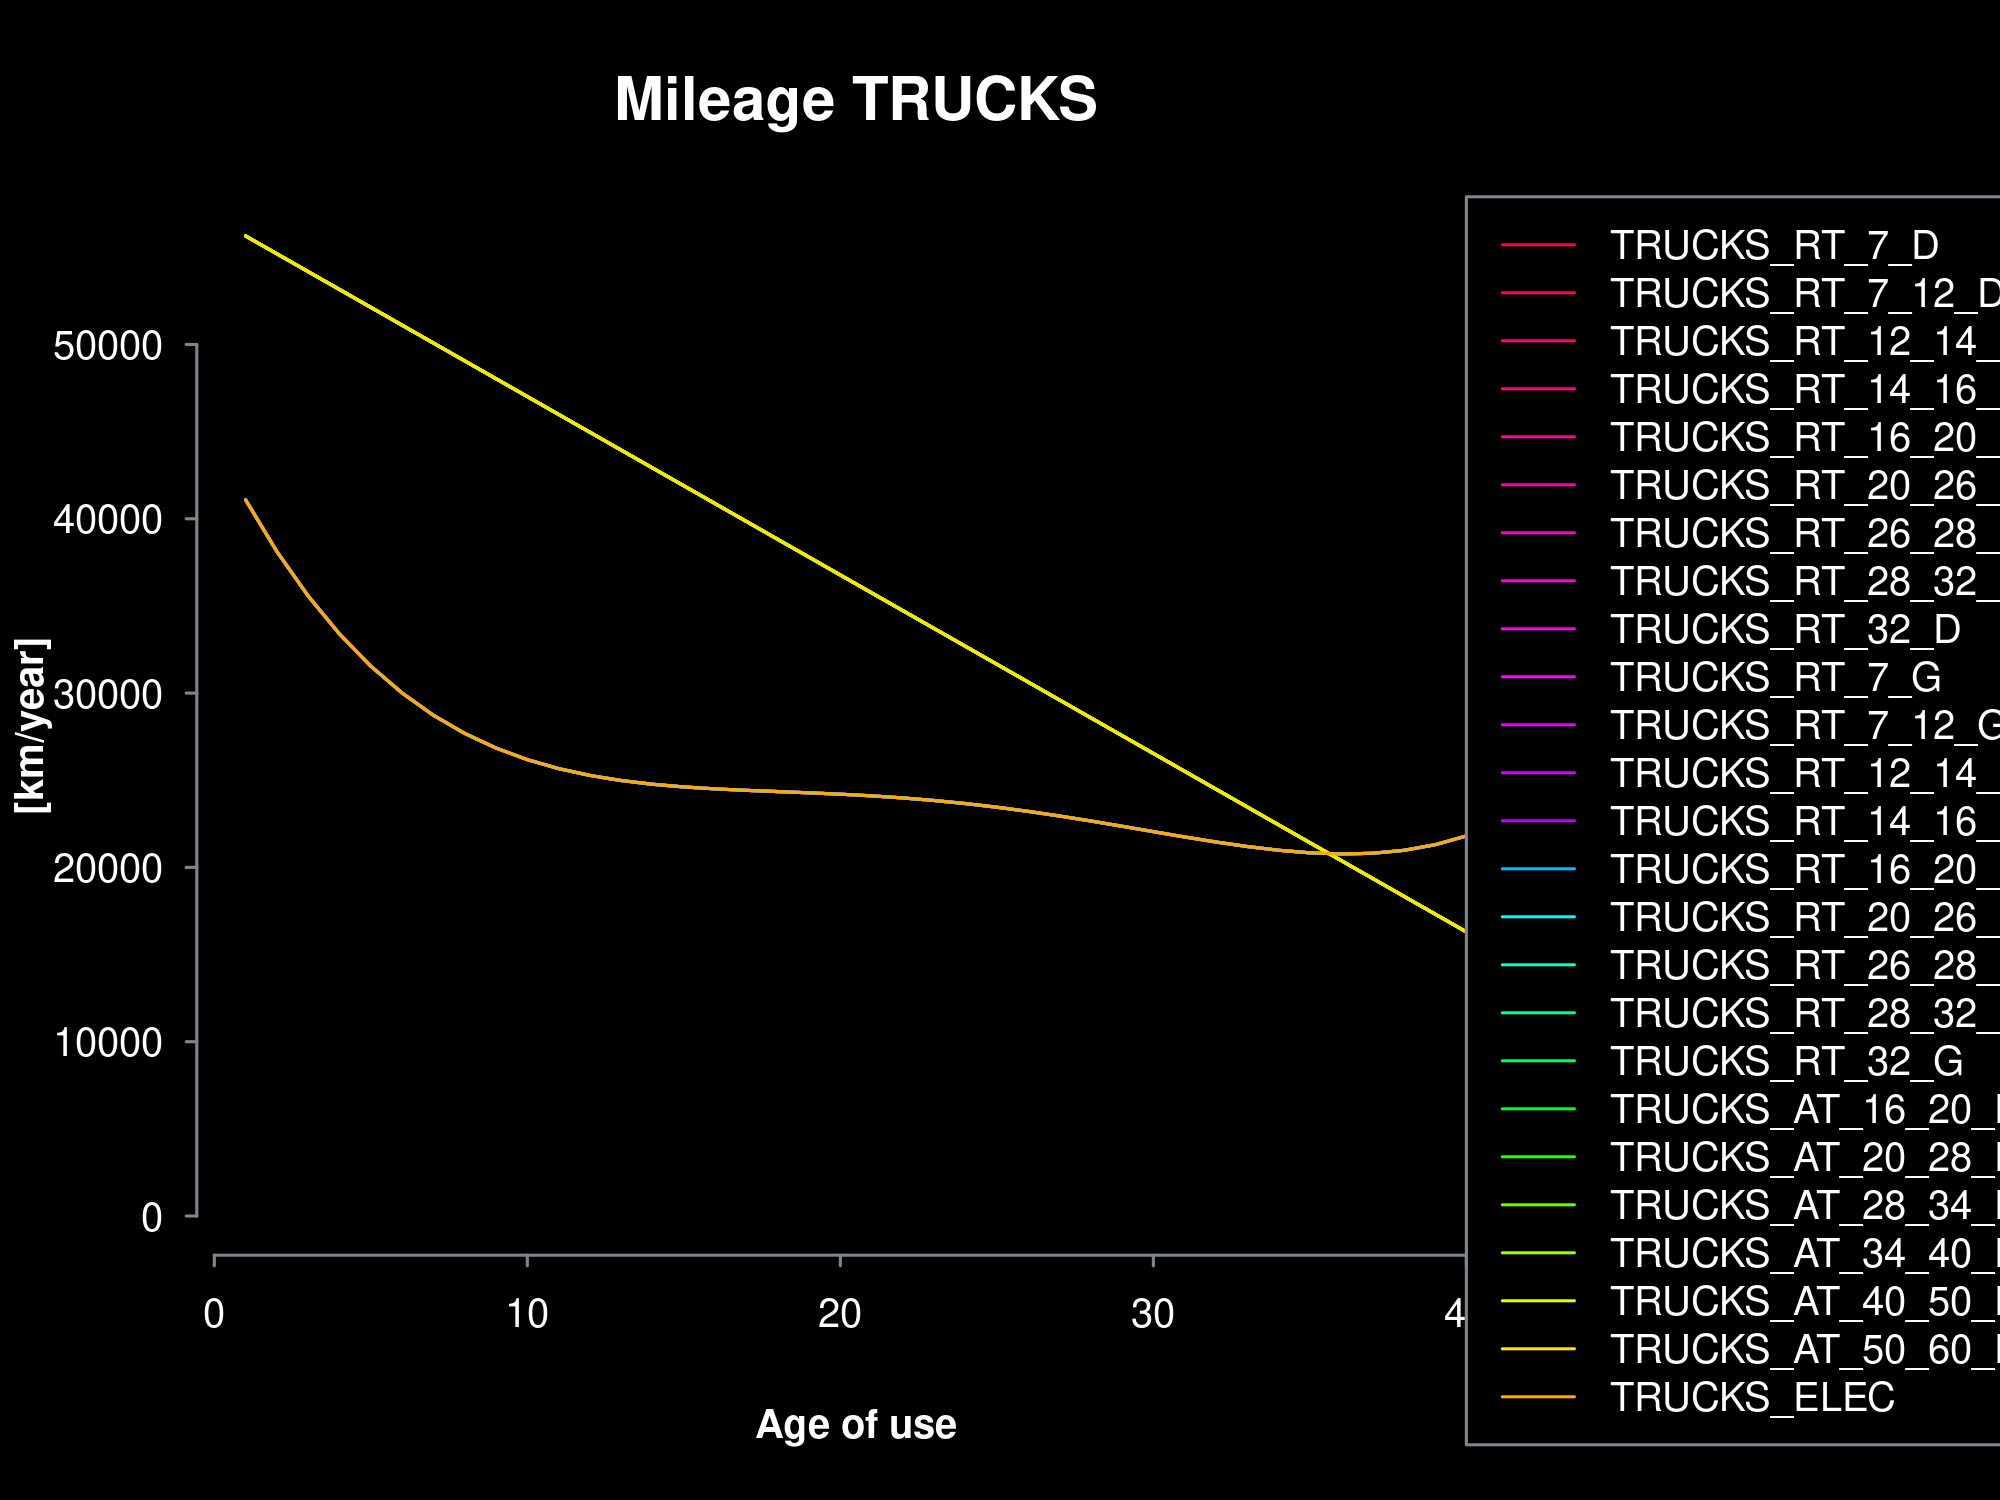 Mileage TRUCKS
[km/year]
50000
40000
30000
20000
10000
0
0 10 20 30 4
Age of use
TRUCKS_RT_7_D
TRUCKS_RT_7_12_D
TRUCKS_RT_12_14_
TRUCKS_RT_14_16_
TRUCKS_RT_16_20_
TRUCKS_RT_20_26_
TRUCKS_RT_26_28_
TRUCKS_RT_28_32_
TRUCKS_RT_32_D
TRUCKS_RT_7_G
TRUCKS_RT_7_12_G
TRUCKS_RT_12_14_
TRUCKS_RT_14_16_
TRUCKS_RT_16_20_
TRUCKS_RT_20_26_
TRUCKS_RT_26_28_
TRUCKS_RT_28_32_
TRUCKS_RT_32_G
TRUCKS_AT_16_20_
TRUCKS_AT_20_28_
TRUCKS_AT_28_34_
TRUCKS_AT_34_40_
TRUCKS_AT_40_50_
TRUCKS_AT_50_60_
TRUCKS_ELEC